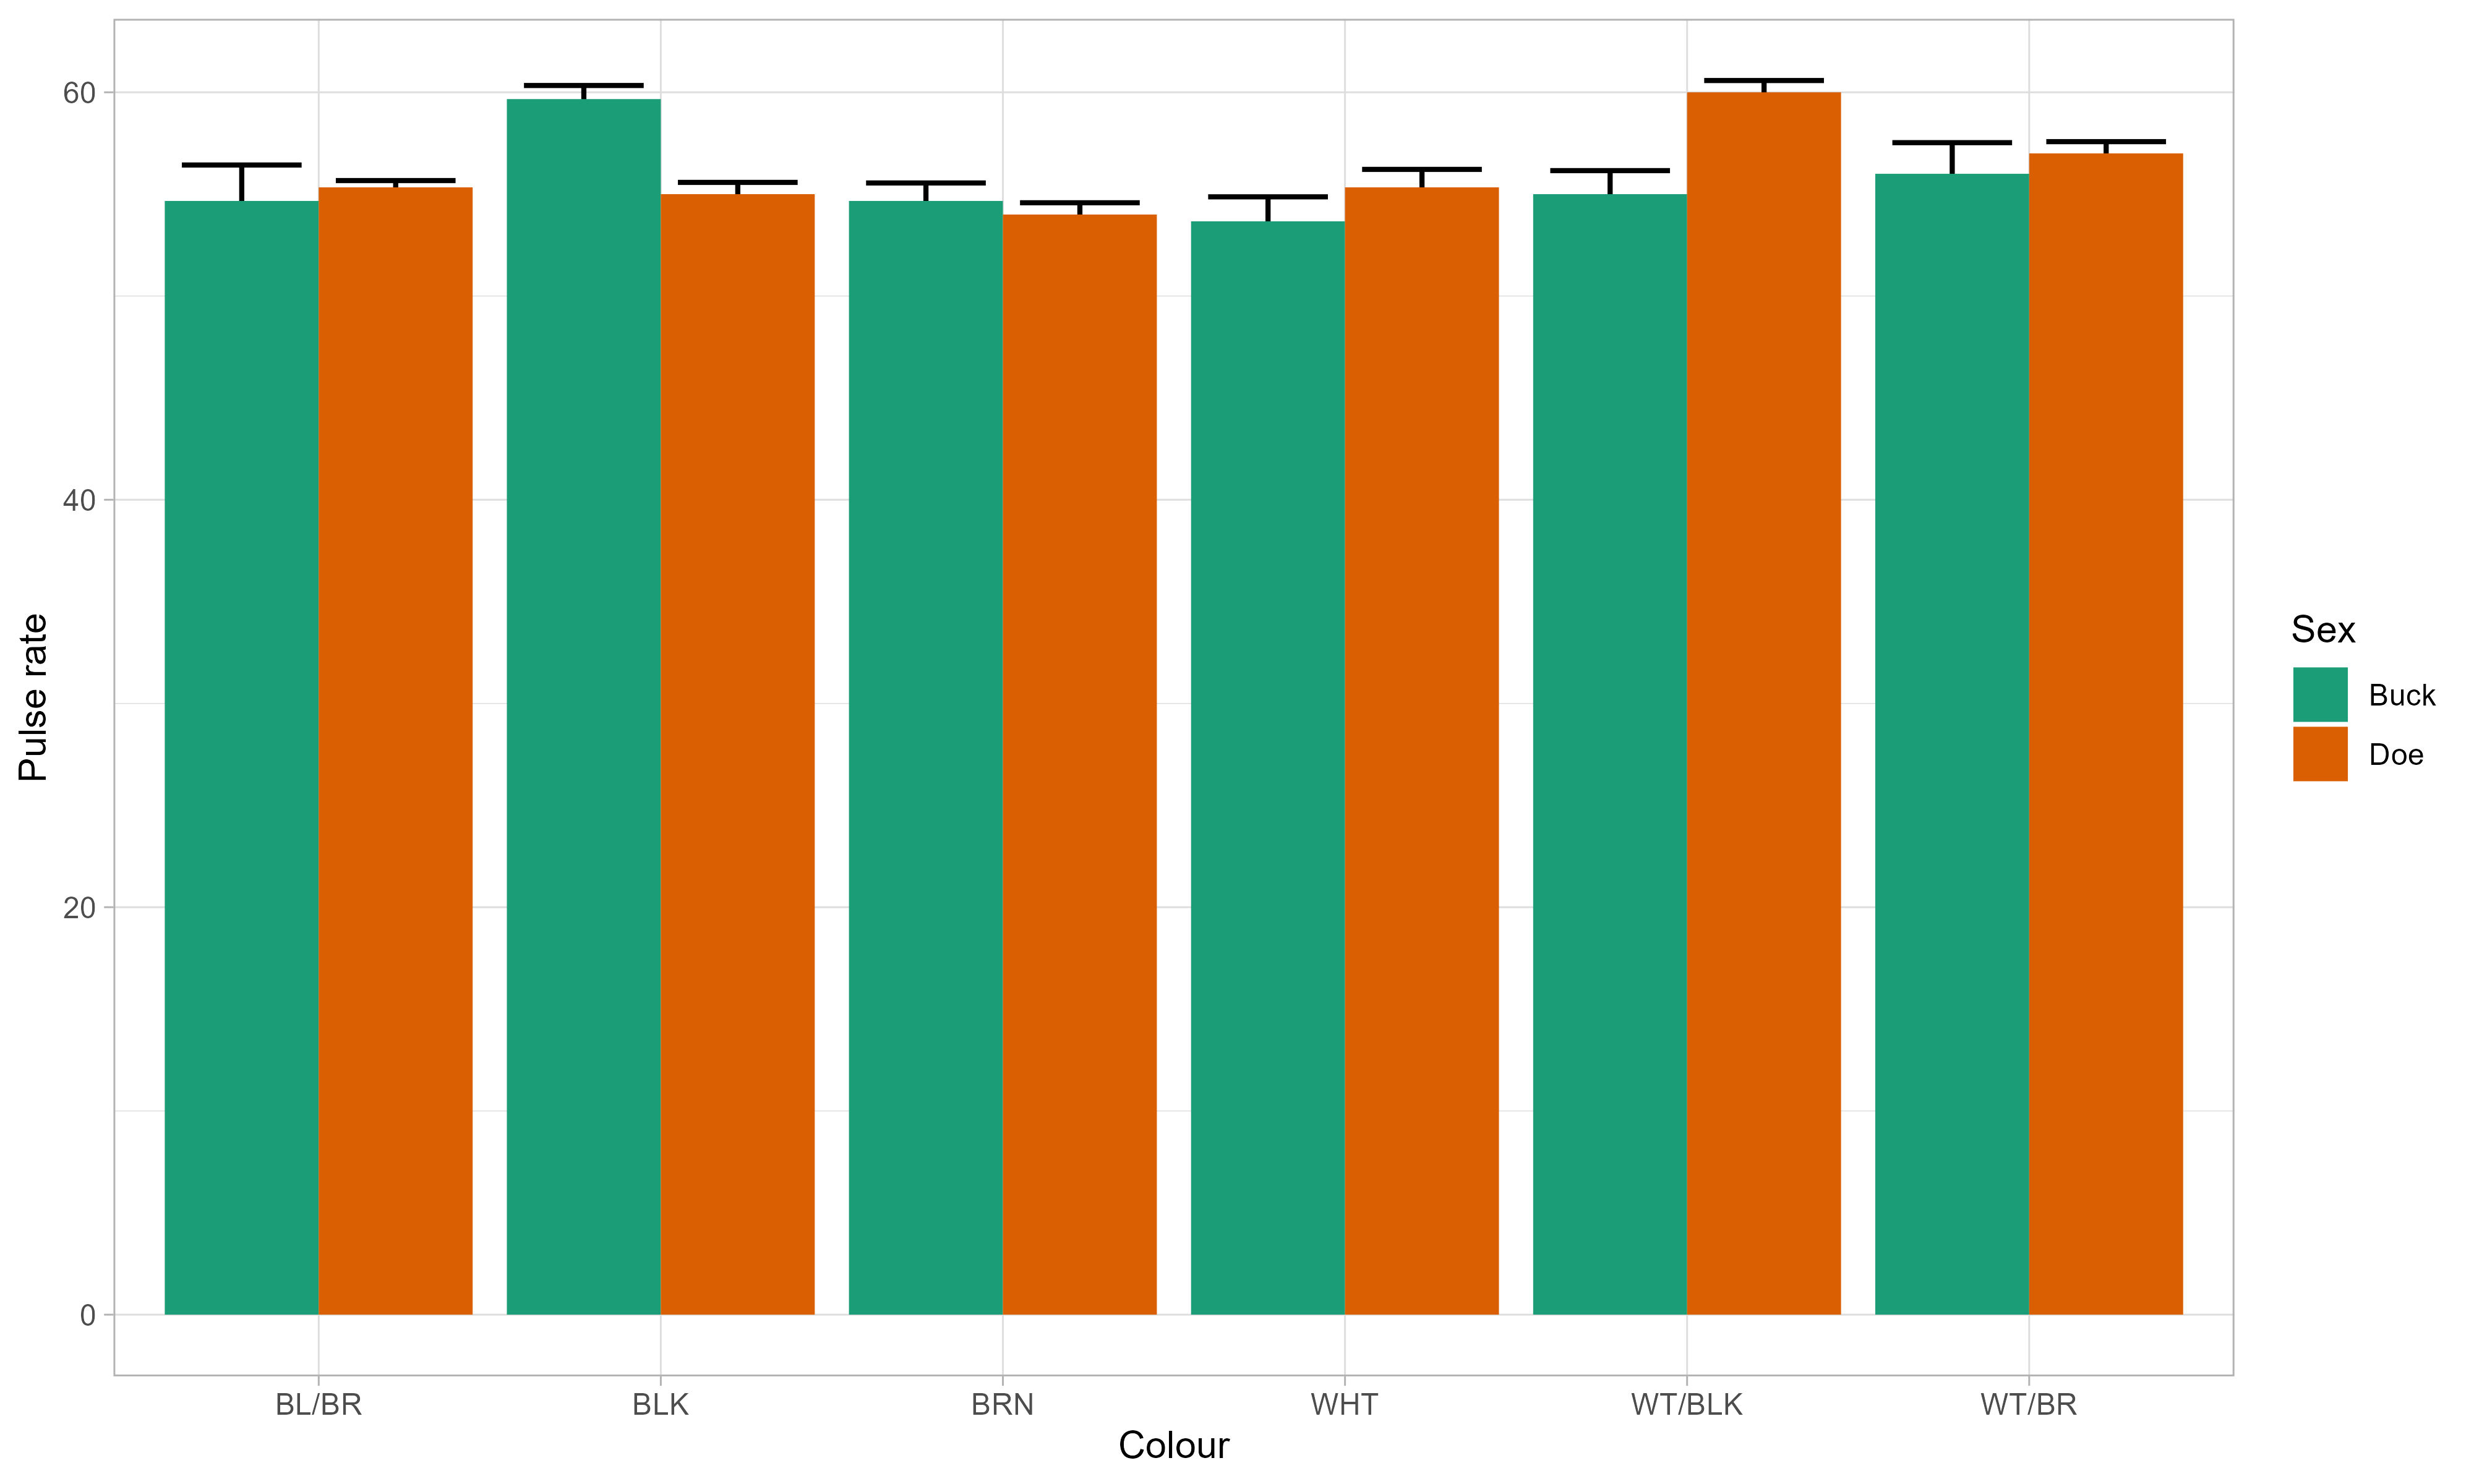 60
40
20
0
Pulse rate
BL/BR BLK BRN WHT WT/BLK WT/BR
Colour
Sex
Buck
Doe